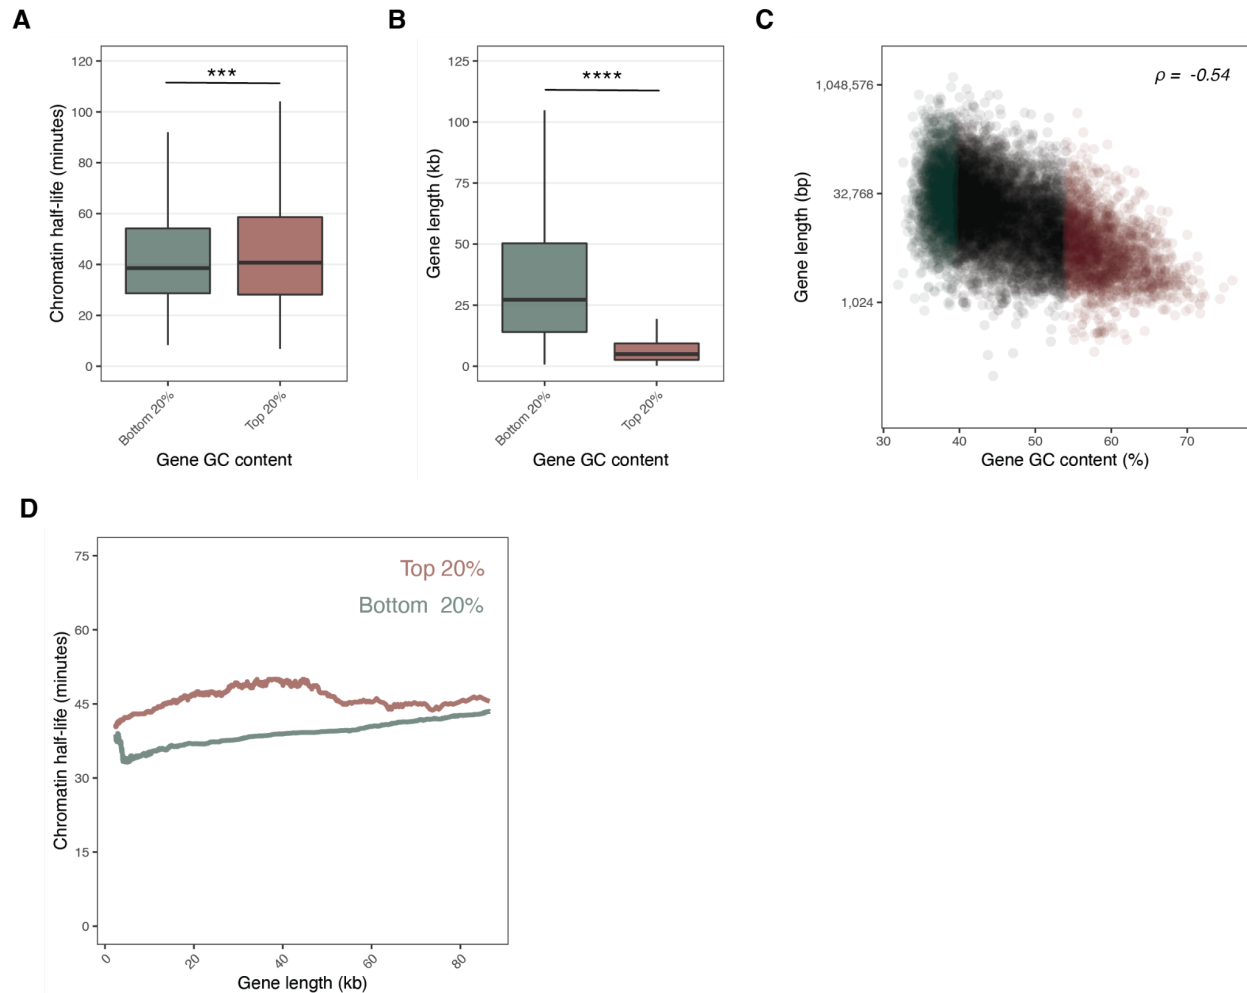 A
B
C
120
100
80
60
40
20
0
Chromatin half-life (minutes)
***
Bottom 20%
Top 20%
Gene GC content
125
100
75
50
25
0
Gene length (kb)
****
Bottom 20%
Top 20%
Gene GC content
1,048,576
32,768
1,024
Gene length (bp)
ρ = -0.54
30
40
50
60
70
Gene GC content (%)
D
75
60
45
30
15
0
Chromatin half-life (minutes)
Top 20%
Bottom 20%
0
20
40
60
80
Gene length (kb)